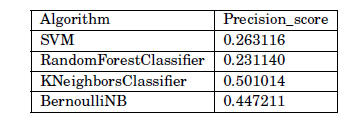 Algorithm Precision_score
SVM 0.263116
RandomForestClassifier 0.231140
KNeighborsClassifier 0.501014
BernoulliNB 0.447211